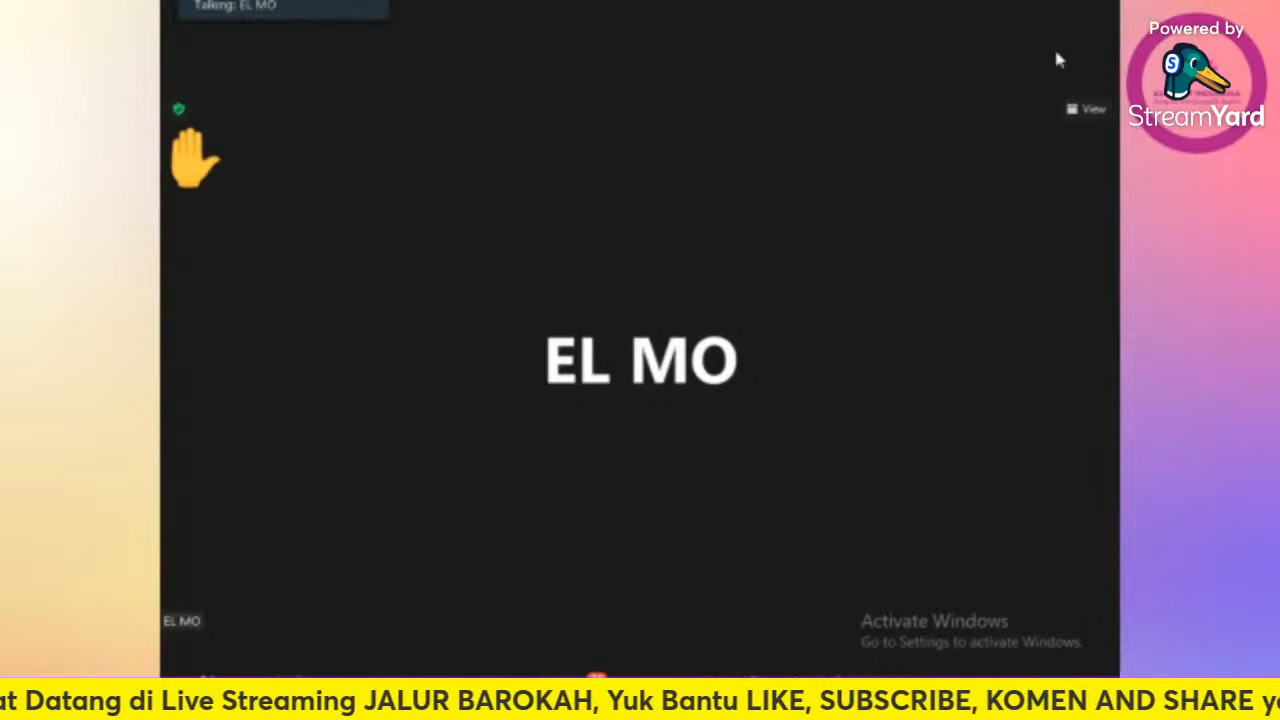 Talking: EL MO
Powered by
StreamYard
View
EL MO
EL MO
Activate Windows
Go to Settings to activate Windows.
at Datang di Live Streaming JALUR BAROKAH, Yuk Bantu LIKE, SUBSCRIBE, KOMEN AND SHARE y